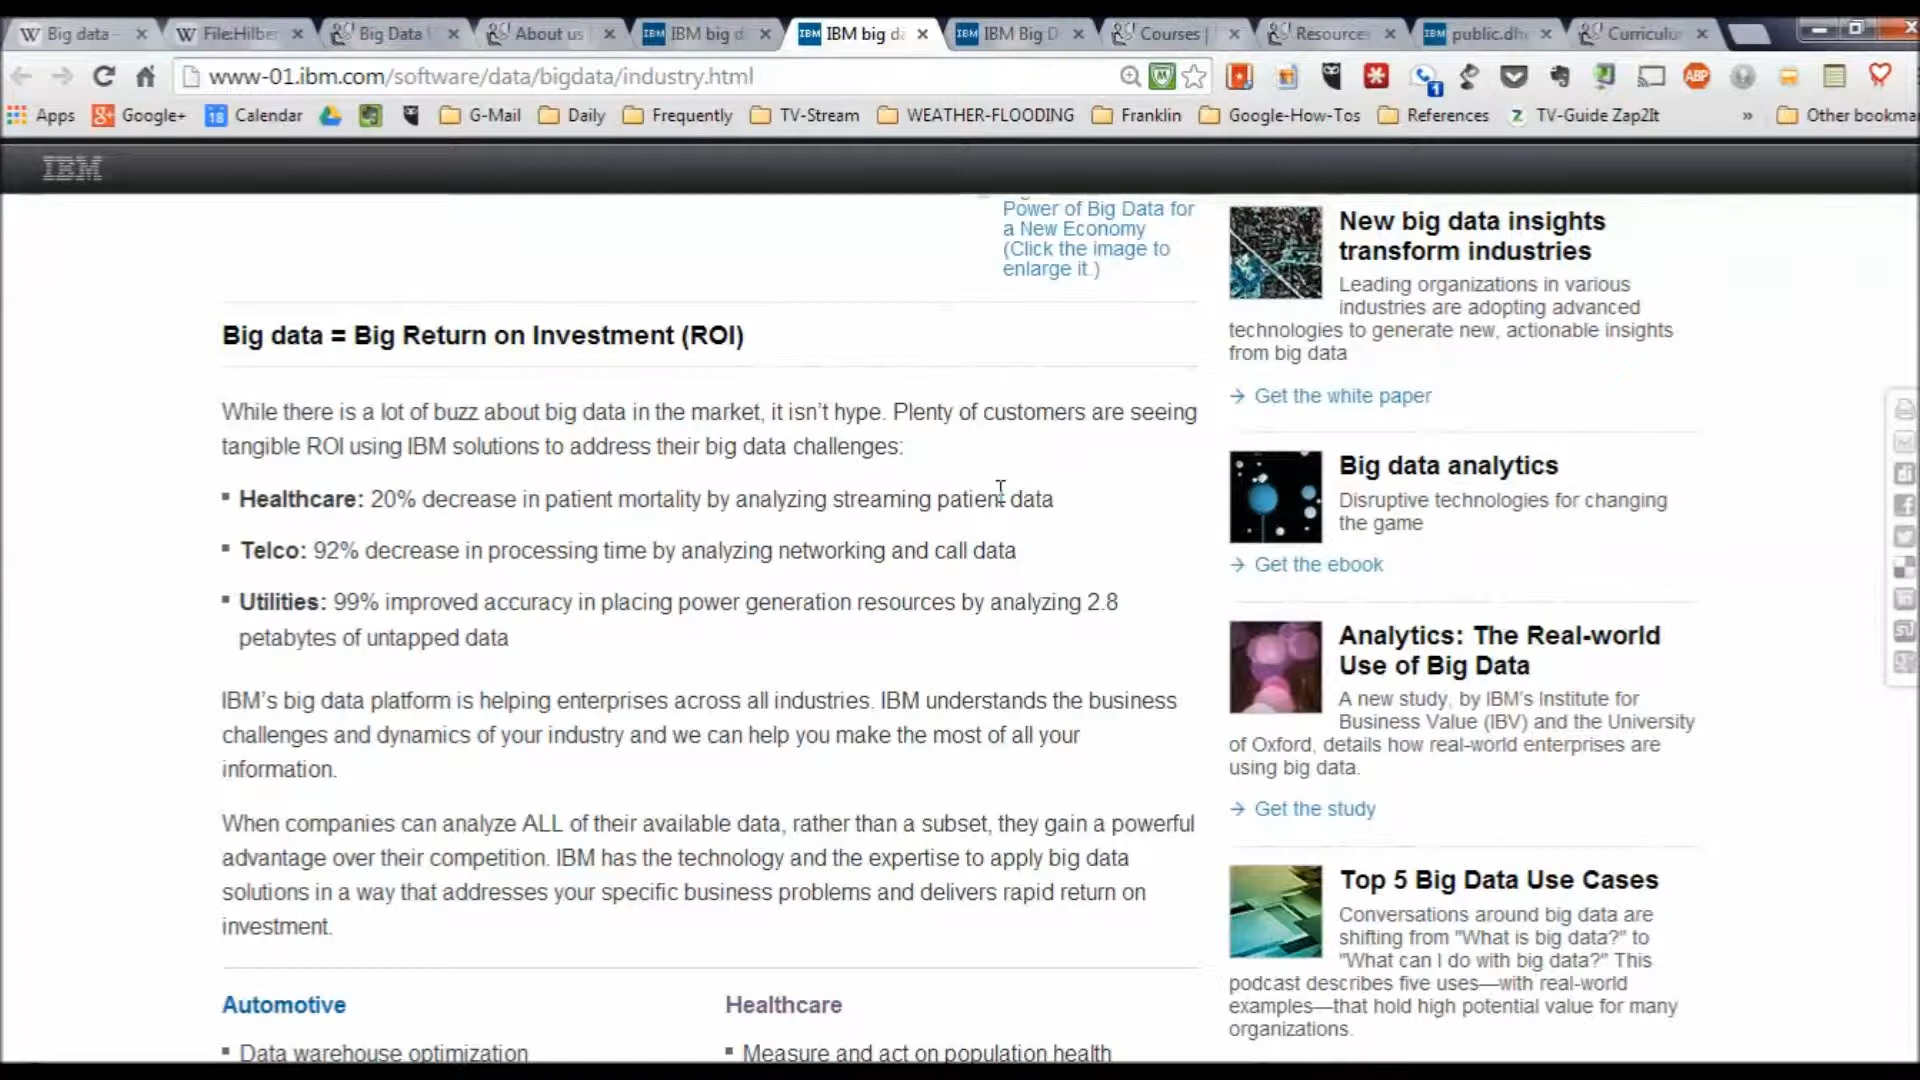 Big data
File:Hilber
Big Data
About us
IBM big d
IBM big da
IBM Big D
Courses |
Resource
public.dhe
Curriculu
www-01.ibm.com/software/data/bigdata/industry.html
Apps
Google+
18 Calendar
G-Mail
Daily
Frequently
TV-Stream
WEATHER-FLOODING
Franklin
Google-How-Tos
References
TV-Guide Zap2It
»
Other bookma
ABP
1
IBM
Power of Big Data for
a New Economy
(Click the image to
enlarge it.)
Big data = Big Return on Investment (ROI)
While there is a lot of buzz about big data in the market, it isn't hype. Plenty of customers are seeing
tangible ROI using IBM solutions to address their big data challenges:
Healthcare: 20% decrease in patient mortality by analyzing streaming patient data
Telco: 92% decrease in processing time by analyzing networking and call data
Utilities: 99% improved accuracy in placing power generation resources by analyzing 2.8
petabytes of untapped data
IBM's big data platform is helping enterprises across all industries. IBM understands the business
challenges and dynamics of your industry and we can help you make the most of all your
information.
When companies can analyze ALL of their available data, rather than a subset, they gain a powerful
advantage over their competition. IBM has the technology and the expertise to apply big data
solutions in a way that addresses your specific business problems and delivers rapid return on
investment.
Automotive
Data warehouse optimization
Healthcare
Measure and act on population health
New big data insights
transform industries
Leading organizations in various
industries are adopting advanced
technologies to generate new, actionable insights
from big data
Get the white paper
Big data analytics
Disruptive technologies for changing
the game
Get the ebook
Analytics: The Real-world
Use of Big Data
A new study, by IBM's Institute for
Business Value (IBV) and the University
of Oxford, details how real-world enterprises are
using big data.
Get the study
Top 5 Big Data Use Cases
Conversations around big data are
shifting from "What is big data?" to
"What can I do with big data?" This
podcast describes five uses—with real-world
examples—that hold high potential value for many
organizations.